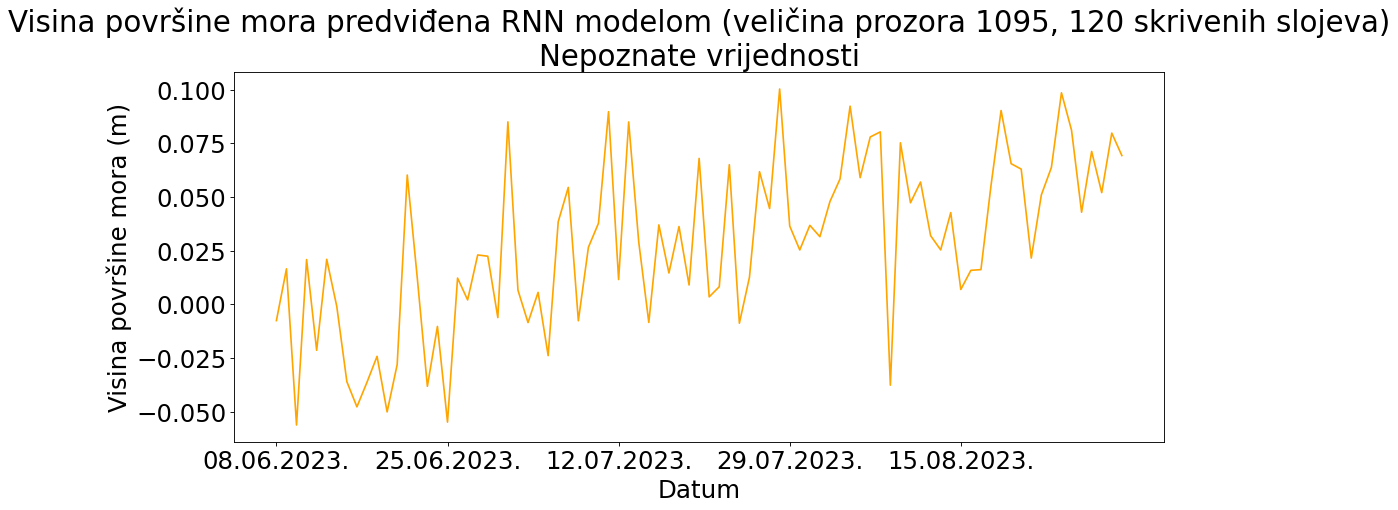 Visina površine mora predviđena RNN modelom (veličina prozora 1095, 120 skrivenih slojeva)
Nepoznate vrijednosti
Visina površine mora (m)
0.100
0.075
0.050
0.025
0.000
−0.025
−0.050
08.06.2023. 25.06.2023. 12.07.2023. 29.07.2023. 15.08.2023.
Datum